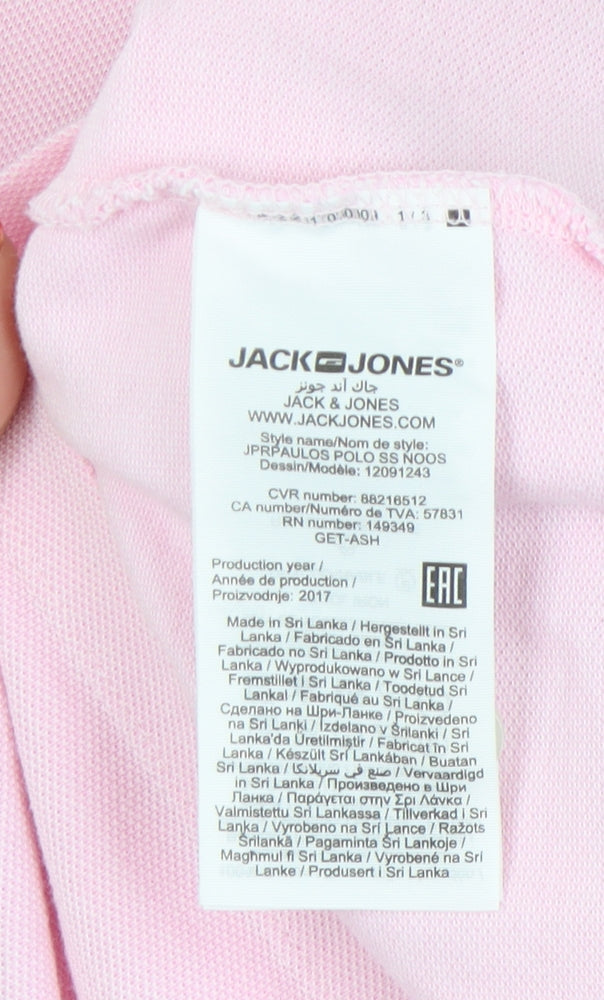 1 / 3
JACK JONES®
جاك آند جونز
JACK & JONES
WWW.JACKJONES.COM
Style name/Nom de style:
JPRPAULOS POLO SS NOOS
Dessin/Modèle: 12091243
CVR number: 88216512
CA number/Numéro de TVA: 57831
RN number: 149349
GET-ASH
Production year /
Année de production /
Proizvodnje: 2017
EAC
Made in Sri Lanka / Hergestellt in Sri
Lanka / Fabricado en Sri Lanka /
Fabricado no Sri Lanka / Prodotto in Sri
Lanka / Wyprodukowano w Sri Lance /
Fremstillet i Sri Lanka / Toodetud Sri
Lankal / Fabriqué au Sri Lanka /
Сделано на Шри-Ланке / Proizvedeno
na Sri Lanki / Izdelano v Šrilanki / Sri
Lanka'da Üretilmiştir / Fabricat în Sri
Lanka / Készült Srí Lankában / Buatan
Sri Lanka / صنع في سريلانكا / Vervaardigd
in Sri Lanka / Произведено в Шри
Ланка / Παράγεται στην Σρι Λάνκα /
Valmistettu Sri Lankassa / Tillverkad i Sri
Lanka / Vyrobeno na Srí Lance / Ražots
Šrilankā / Pagaminta Šri Lankoje /
Magħmul fi Sri Lanka / Vyrobené na Srí
Lanke / Produsert i Sri Lanka